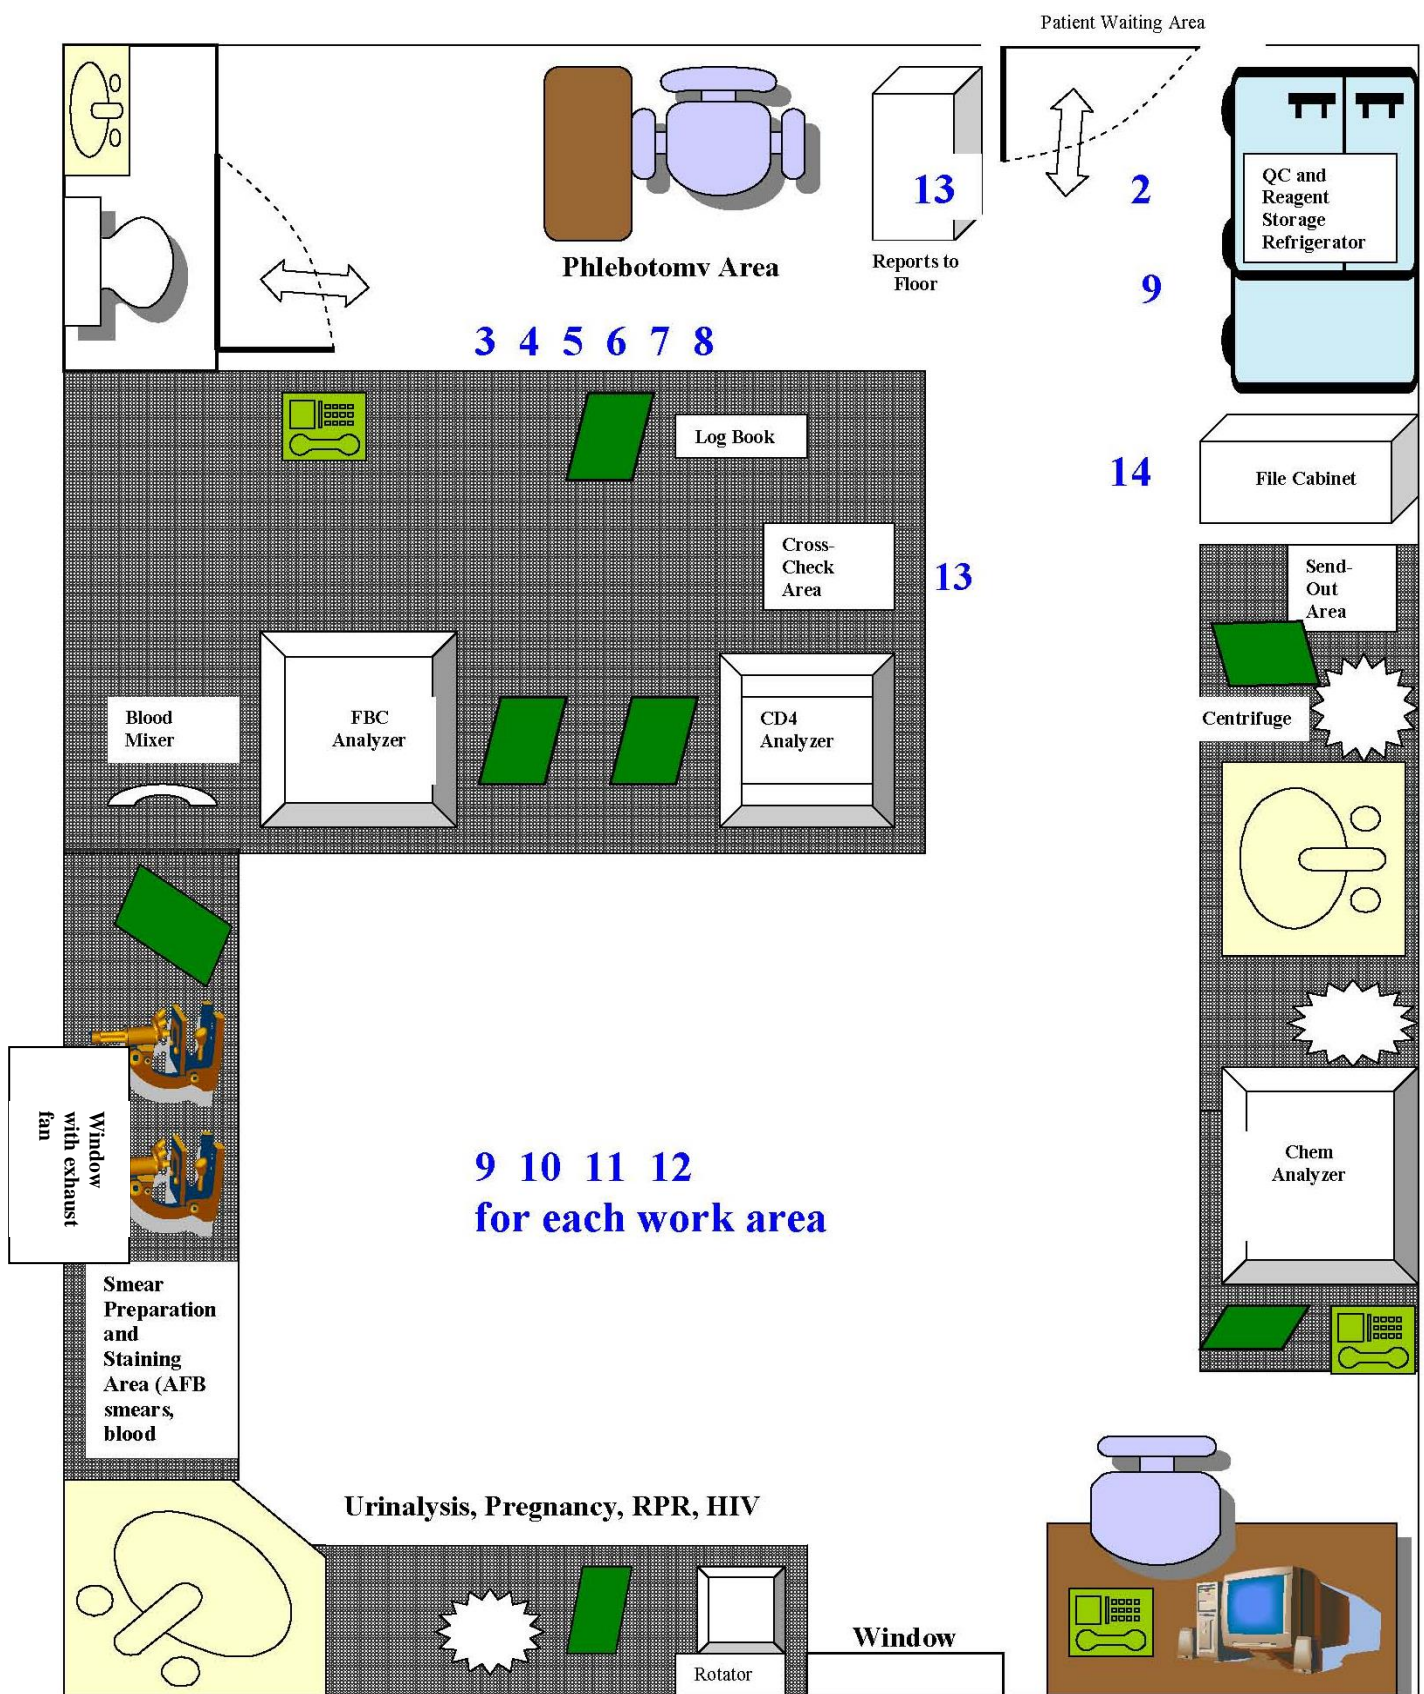 Patient Waiting Area
13
2
QC and
Reagent
Storage
Refrigerator
Phlebotomy Area
Reports to
Floor
9
3 4 5 6 7 8
Log Book
14
File Cabinet
Cross-
Check
Area
13
Send-
Out
Area
Blood
Mixer
FBC
Analyzer
CD4
Analyzer
Centrifuge
Window
with exhaust
fan
9 10 11 12
for each work area
Chem
Analyzer
Smear
Preparation
and
Staining
Area (AFB
smears,
blood
Urinalysis, Pregnancy, RPR, HIV
Window
Rotator